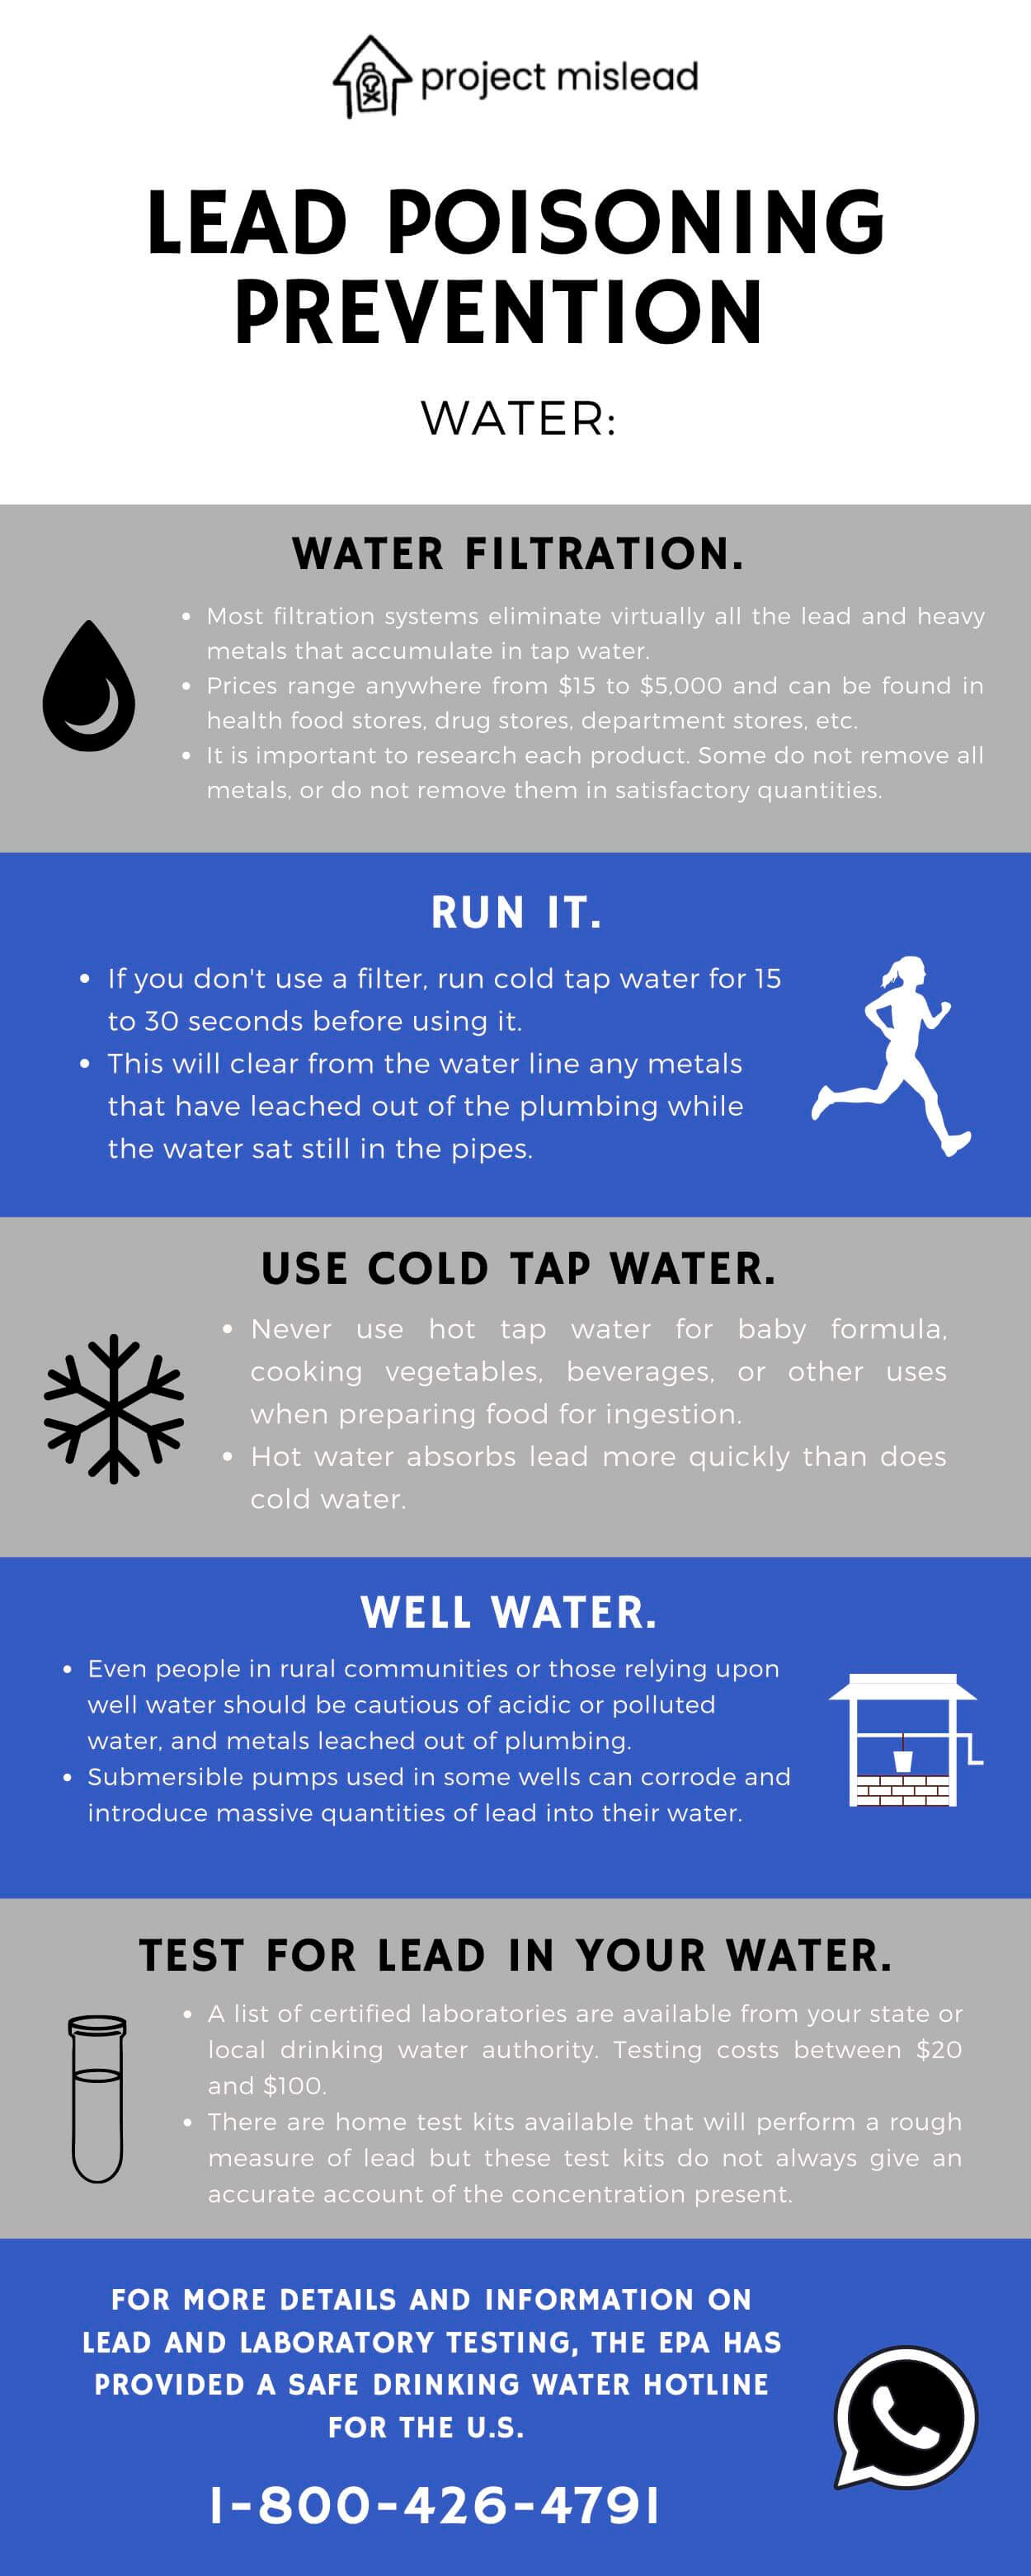 project mislead
LEAD POISONING
PREVENTION
WATER:
WATER FILTRATION.
• Most filtration systems eliminate virtually all the lead and heavy
metals that accumulate in tap water.
• Prices range anywhere from $15 to $5,000 and can be found in
health food stores, drug stores, department stores, etc.
• It is important to research each product. Some do not remove all
metals, or do not remove them in satisfactory quantities.
RUN IT.
• If you don't use a filter, run cold tap water for 15
to 30 seconds before using it.
• This will clear from the water line any metals
that have leached out of the plumbing while
the water sat still in the pipes.
USE COLD TAP WATER.
• Never use hot tap water for baby formula,
cooking vegetables, beverages, or other uses
when preparing food for ingestion.
• Hot water absorbs lead more quickly than does
cold water.
WELL WATER.
• Even people in rural communities or those relying upon
well water should be cautious of acidic or polluted
water, and metals leached out of plumbing.
• Submersible pumps used in some wells can corrode and
introduce massive quantities of lead into their water.
TEST FOR LEAD IN YOUR WATER.
• A list of certified laboratories are available from your state or
local drinking water authority. Testing costs between $20
and $100.
• There are home test kits available that will perform a rough
measure of lead but these test kits do not always give an
accurate account of the concentration present.
FOR MORE DETAILS AND INFORMATION ON
LEAD AND LABORATORY TESTING, THE EPA HAS
PROVIDED A SAFE DRINKING WATER HOTLINE
FOR THE U.S.
1-800-426-4791